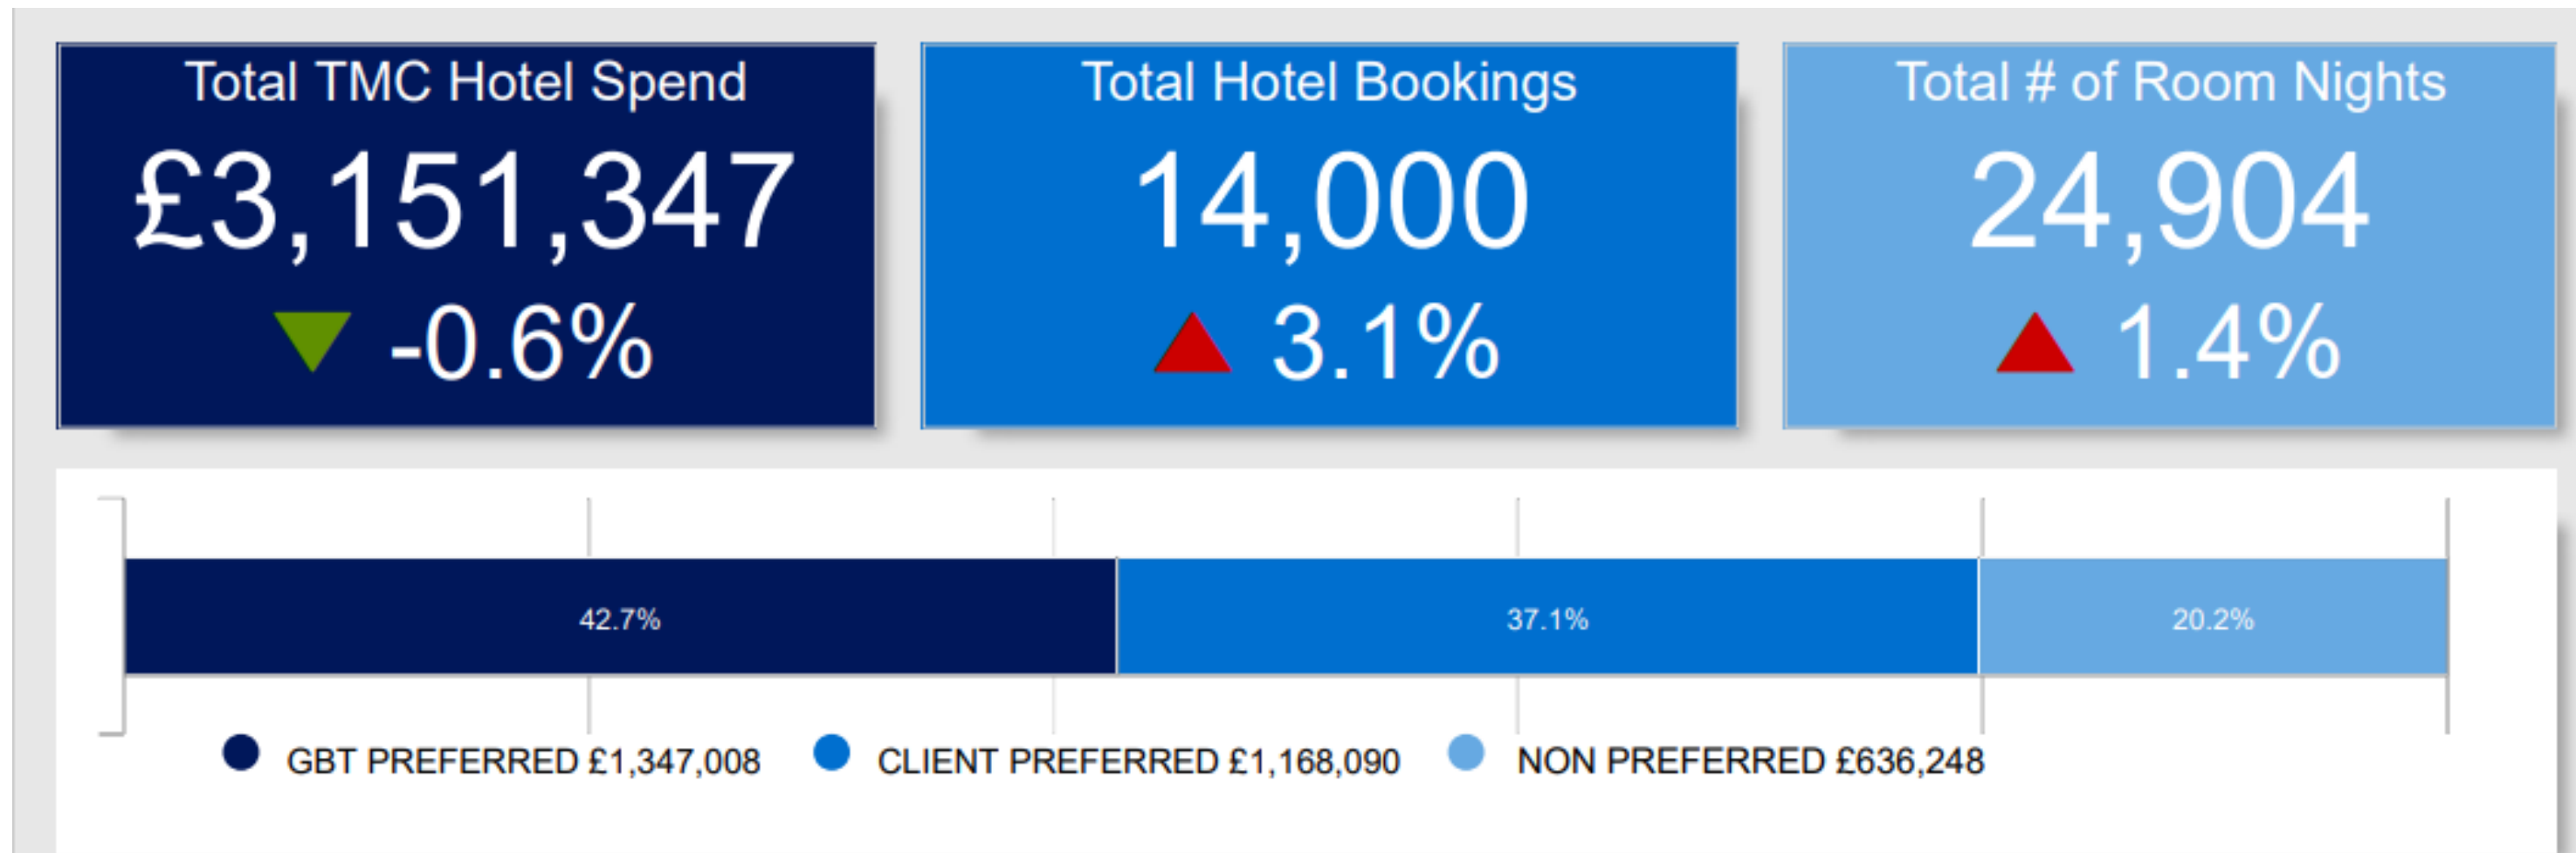 Total TMC Hotel Spend
£3,151,347
-0.6%
Total Hotel Bookings
14,000
3.1%
Total # of Room Nights
24,904
1.4%
42.7%
37.1%
20.2%
GBT PREFERRED £1,347,008
CLIENT PREFERRED £1,168,090
NON PREFERRED £636,248